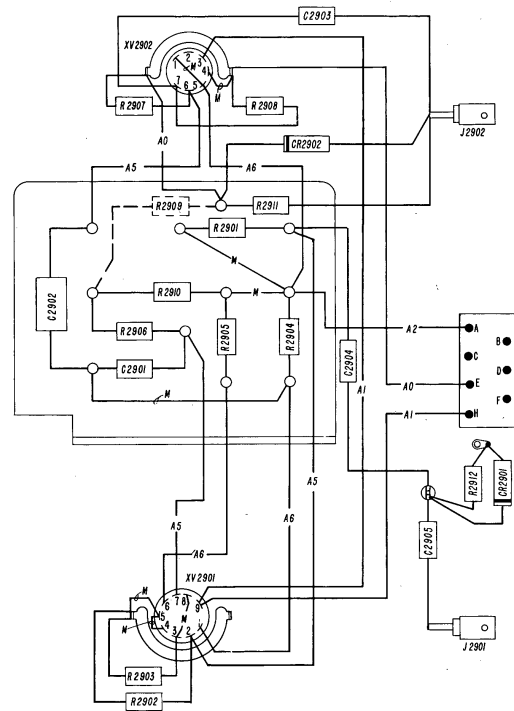 C2903
XV2902
1 2 M 3 4
7 6 5
R2907
M
R2908
J2902
A0
CR2902
A5
A6
R2909
R2911
R2901
M
C2902
R2910
M
R2906
R2905
R2904
C2904
A2
A
B
C
D
A0
E
F
A1
H
A1
C2901
M
R2912
CR2901
A5
A5
A6
C2905
A6
XV2901
M
6 7 8 9
5
M 4 M
3 2
R2903
R2902
J2901